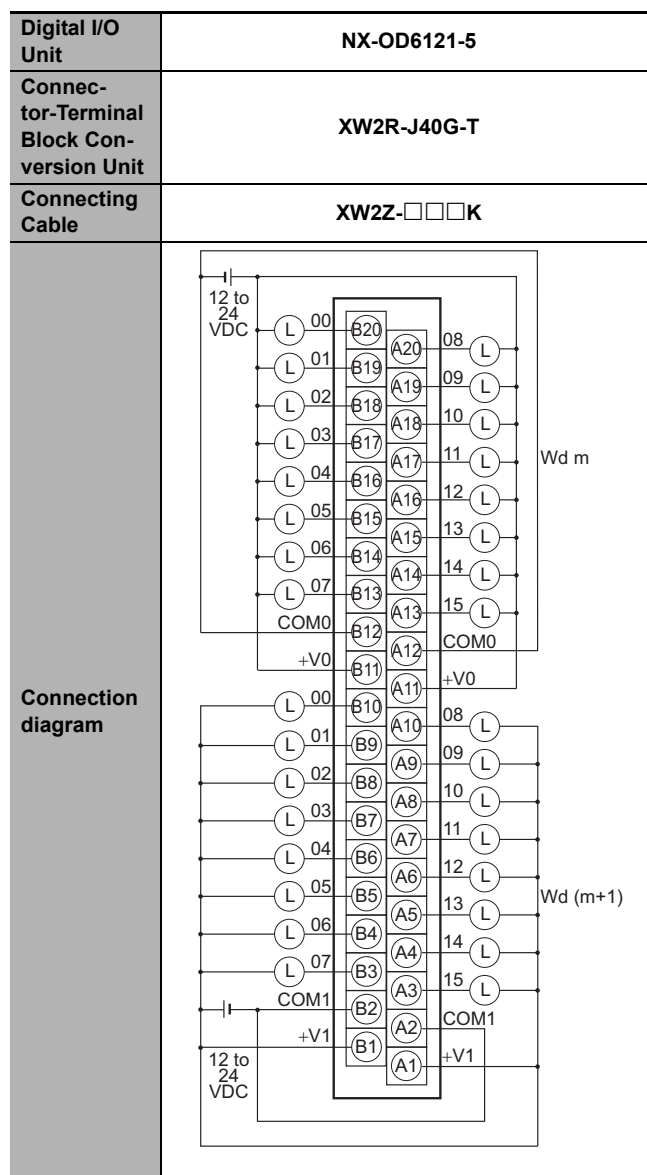 Digital I/O
Unit
NX-OD6121-5
Connec-
tor-Terminal
Block Con-
version Unit
XW2R-J40G-T
Connecting
Cable
XW2Z-□□□K
Connection
diagram
12 to
24
VDC
L 00 B20
A20 08 L
L 01 B19
A19 09 L
L 02 B18
A18 10 L
L 03 B17
A17 11 L
Wd m
L 04 B16
A16 12 L
L 05 B15
A15 13 L
L 06 B14
A14 14 L
L 07 B13
A13 15 L
COM0 B12
A12 COM0
+V0 B11
A11 +V0
L 00 B10
A10 08 L
L 01 B9
A9 09 L
L 02 B8
A8 10 L
L 03 B7
A7 11 L
L 04 B6
A6 12 L
L 05 B5
A5 13 L
Wd (m+1)
L 06 B4
A4 14 L
L 07 B3
A3 15 L
COM1 B2
A2 COM1
+V1 B1
A1 +V1
12 to
24
VDC